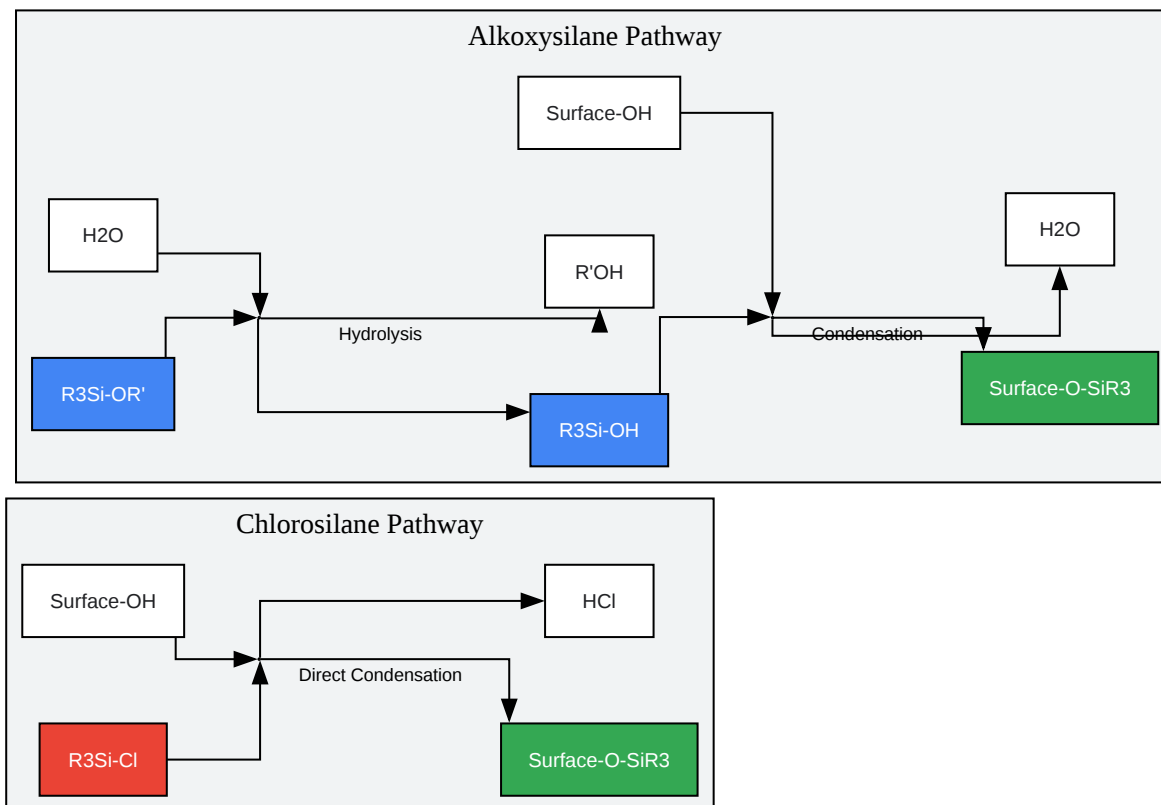 Alkoxysilane Pathway
Surface-OH
H2O
H2O
R'OH
Hydrolysis
Condensation
R3Si-OR'
Surface-O-SiR3
R3Si-OH
Chlorosilane Pathway
Surface-OH
HCl
Direct Condensation
R3Si-Cl
Surface-O-SiR3